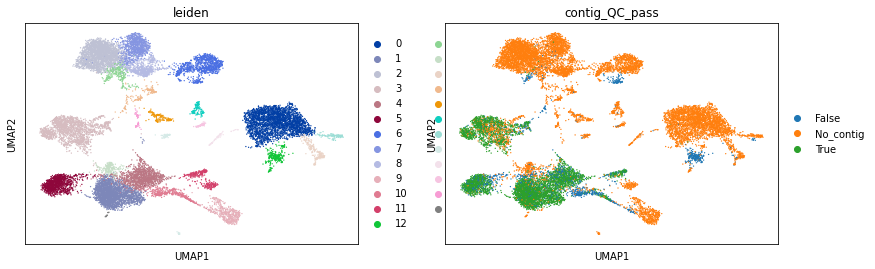 leiden
UMAP2
UMAP1
0
1
2
3
4
5
6
7
8
9
10
11
12
contig_QC_pass
UMAP2
UMAP1
False
No_contig
True